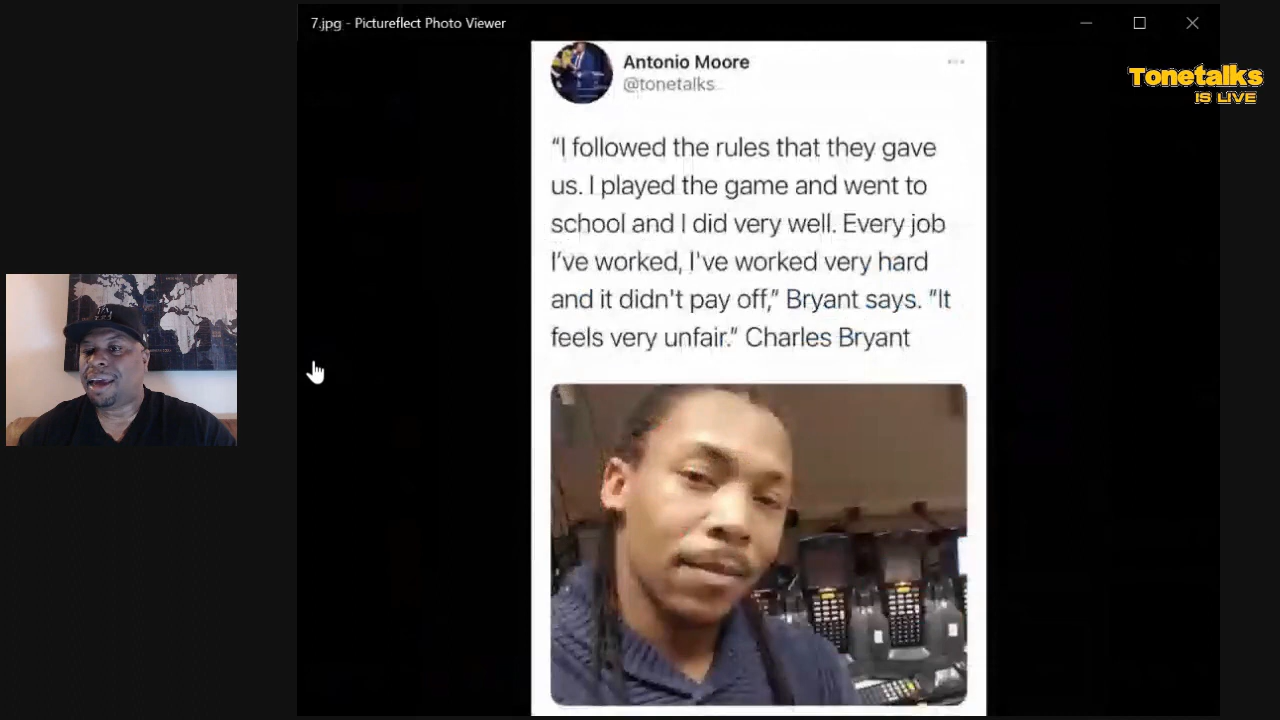 7.jpg - Pictureflect Photo Viewer
Tonetalks
IS LIVE
Antonio Moore
@tonetalks
“I followed the rules that they gave
us. I played the game and went to
school and I did very well. Every job
I’ve worked, I've worked very hard
and it didn't pay off,” Bryant says. “It
feels very unfair.” Charles Bryant